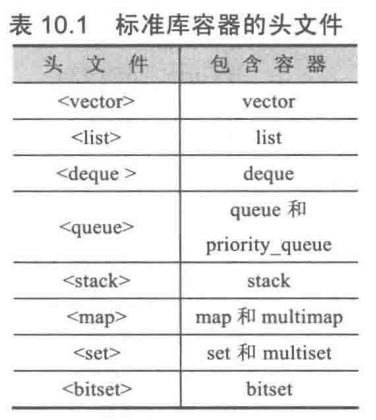 表 10.1 标准库容器的头文件
头 文 件 包 含 容 器
<vector> vector
<list> list
<deque > deque
<queue> queue 和
priority_queue
<stack> stack
<map> map 和 multimap
<set> set 和 multiset
<bitset> bitset